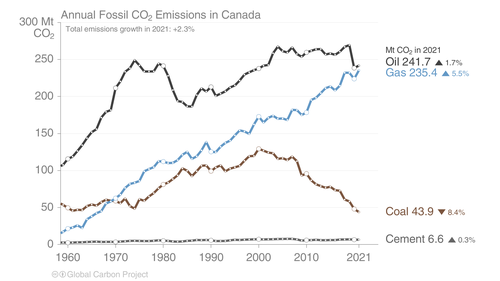 Annual Fossil CO₂ Emissions in Canada
300 Mt
CO₂
Total emissions growth in 2021: +2.3%
250
200
150
100
50
0
1960
1970
1980
1990
2000
2010
2021
Mt CO₂ in 2021
Oil 241.7 ▲ 1.7%
Gas 235.4 ▲ 5.5%
Coal 43.9 ▼ 8.4%
Cement 6.6 ▲ 0.3%
Global Carbon Project